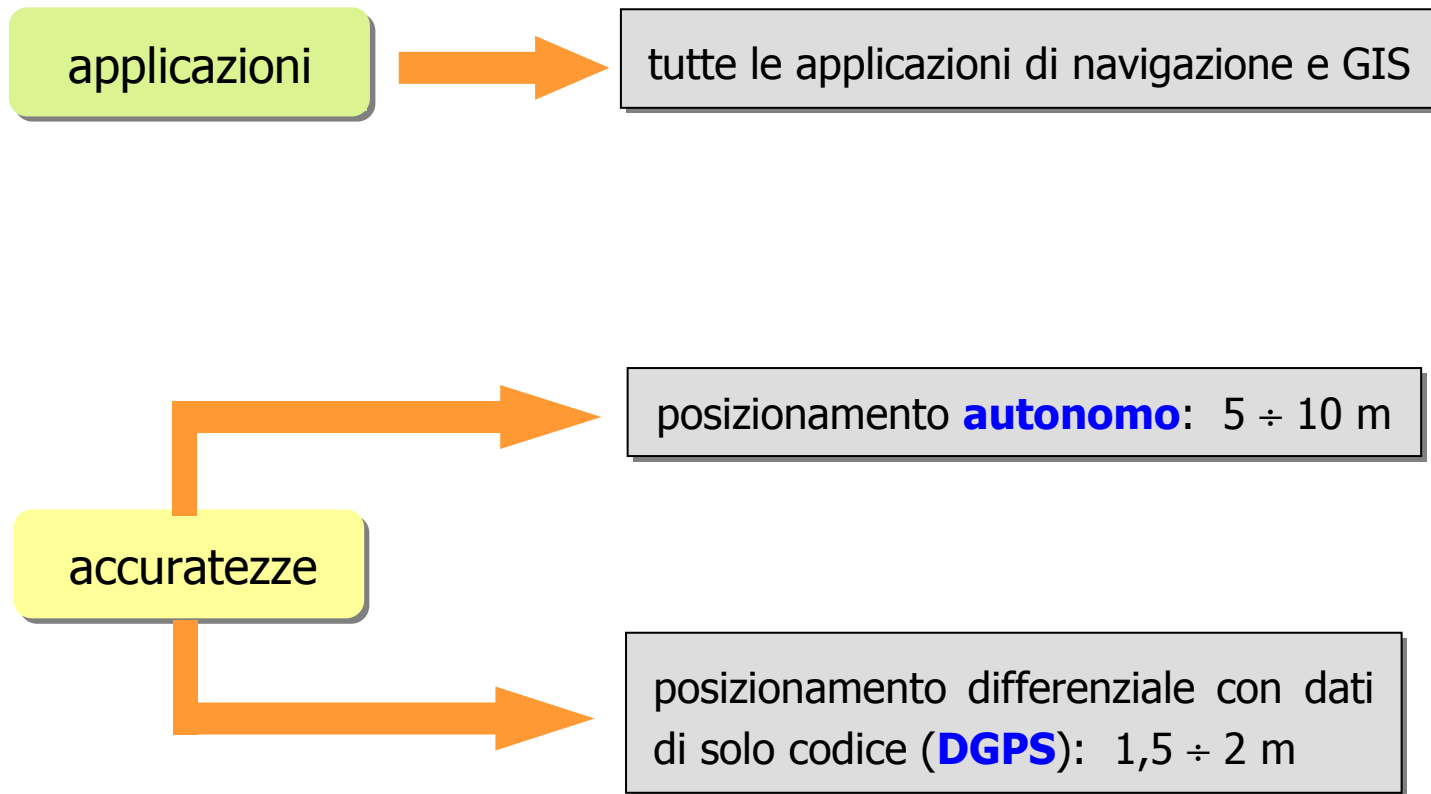 applicazioni
tutte le applicazioni di navigazione e GIS
posizionamento autonomo: 5 ÷ 10 m
accuratezze
posizionamento differenziale con dati
di solo codice (DGPS): 1,5 ÷ 2 m